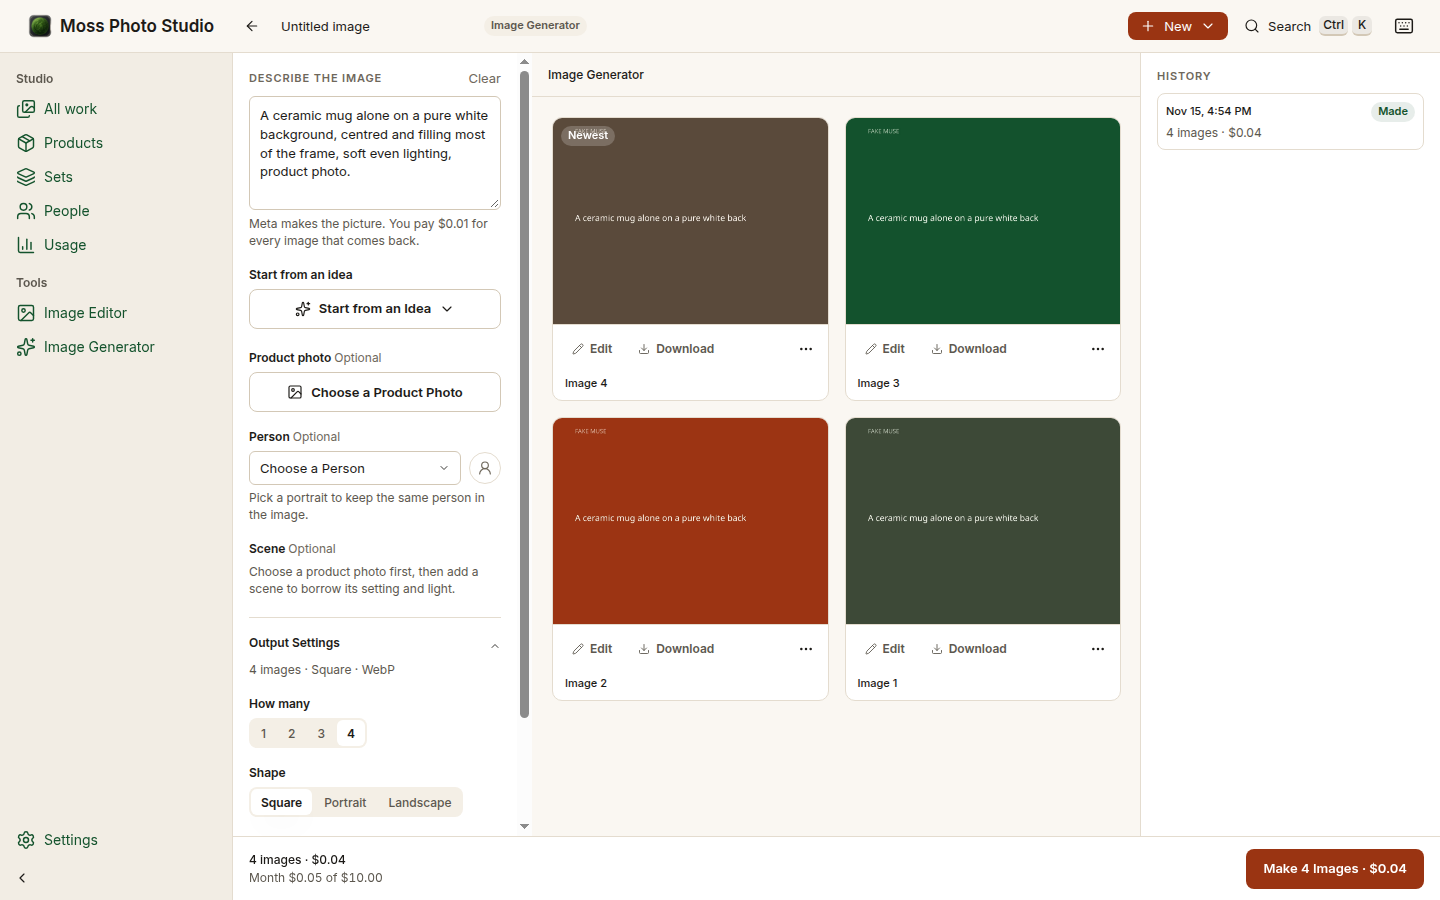 Moss Photo Studio
Untitled image
Image Generator
New
Search
Ctrl
K
Studio
All work
Products
Sets
People
Usage
Tools
Image Editor
Image Generator
Settings
DESCRIBE THE IMAGE
Clear
A ceramic mug alone on a pure white
background, centred and filling most
of the frame, soft even lighting,
product photo.
Meta makes the picture. You pay $0.01 for
every image that comes back.
Start from an idea
Start from an Idea
Product photo Optional
Choose a Product Photo
Person Optional
Choose a Person
Pick a portrait to keep the same person in
the image.
Scene Optional
Choose a product photo first, then add a
scene to borrow its setting and light.
Output Settings
4 images · Square · WebP
How many
1 2 3 4
Shape
Square Portrait Landscape
Image Generator
Newest
A ceramic mug alone on a pure white back
Edit Download
Image 4
FAKE MUSE
A ceramic mug alone on a pure white back
Edit Download
Image 3
FAKE MUSE
A ceramic mug alone on a pure white back
Edit Download
Image 2
FAKE MUSE
A ceramic mug alone on a pure white back
Edit Download
Image 1
HISTORY
Nov 15, 4:54 PM
Made
4 images · $0.04
4 images · $0.04
Month $0.05 of $10.00
Make 4 Images · $0.04